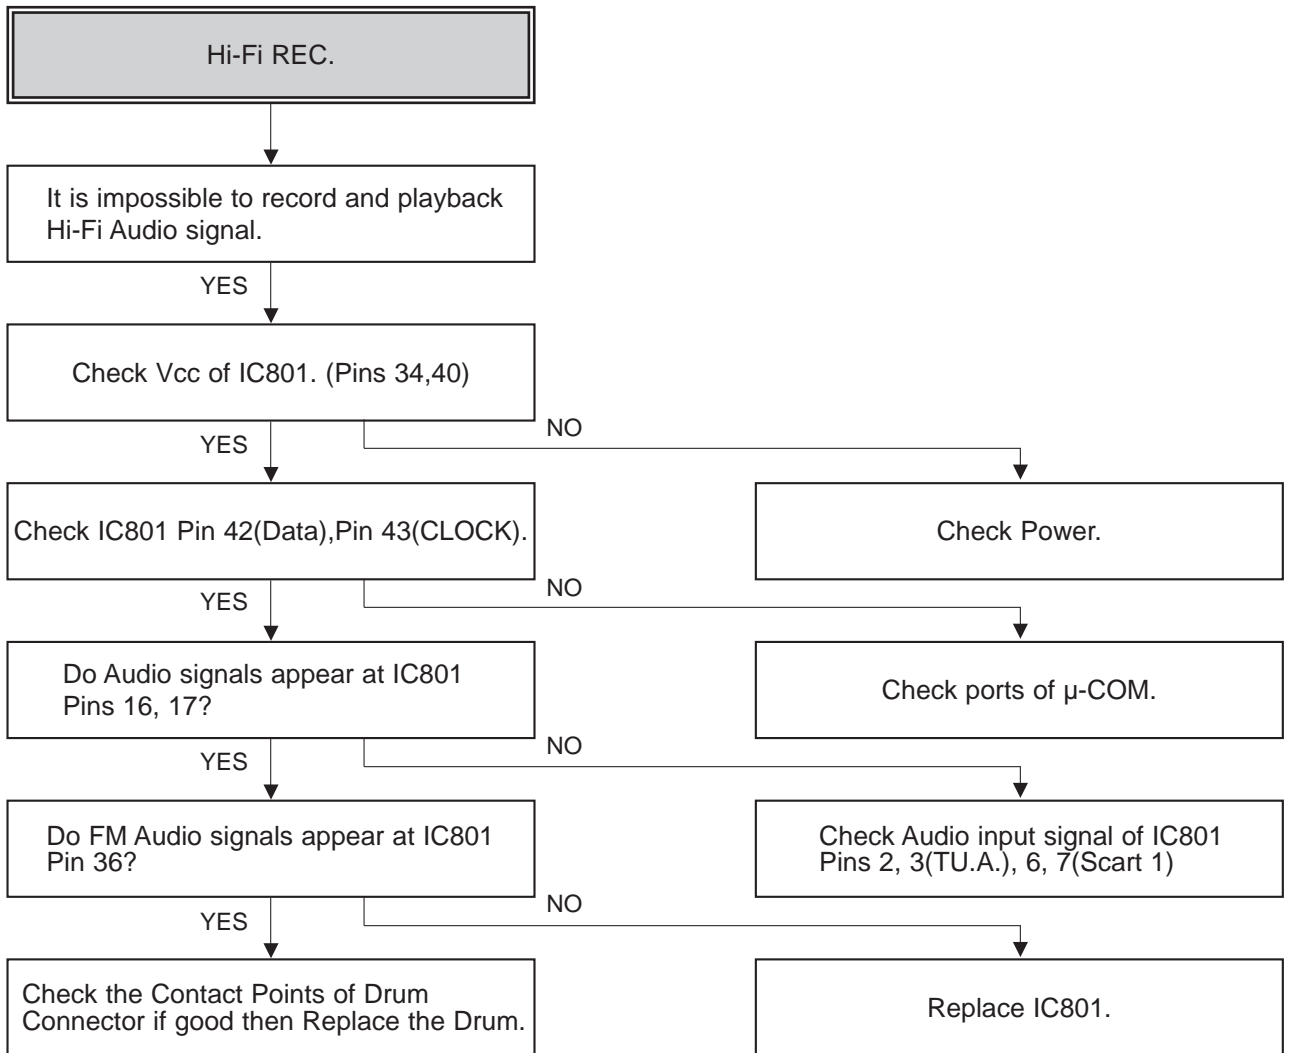 Hi-Fi REC.
It is impossible to record and playback
Hi-Fi Audio signal.
YES
Check Vcc of IC801. (Pins 34,40)
NO
YES
Check IC801 Pin 42(Data),Pin 43(CLOCK).
Check Power.
NO
YES
Do Audio signals appear at IC801
Pins 16, 17?
Check ports of µ-COM.
NO
YES
Do FM Audio signals appear at IC801
Pin 36?
Check Audio input signal of IC801
Pins 2, 3(TU.A.), 6, 7(Scart 1)
NO
YES
Check the Contact Points of Drum
Connector if good then Replace the Drum.
Replace IC801.